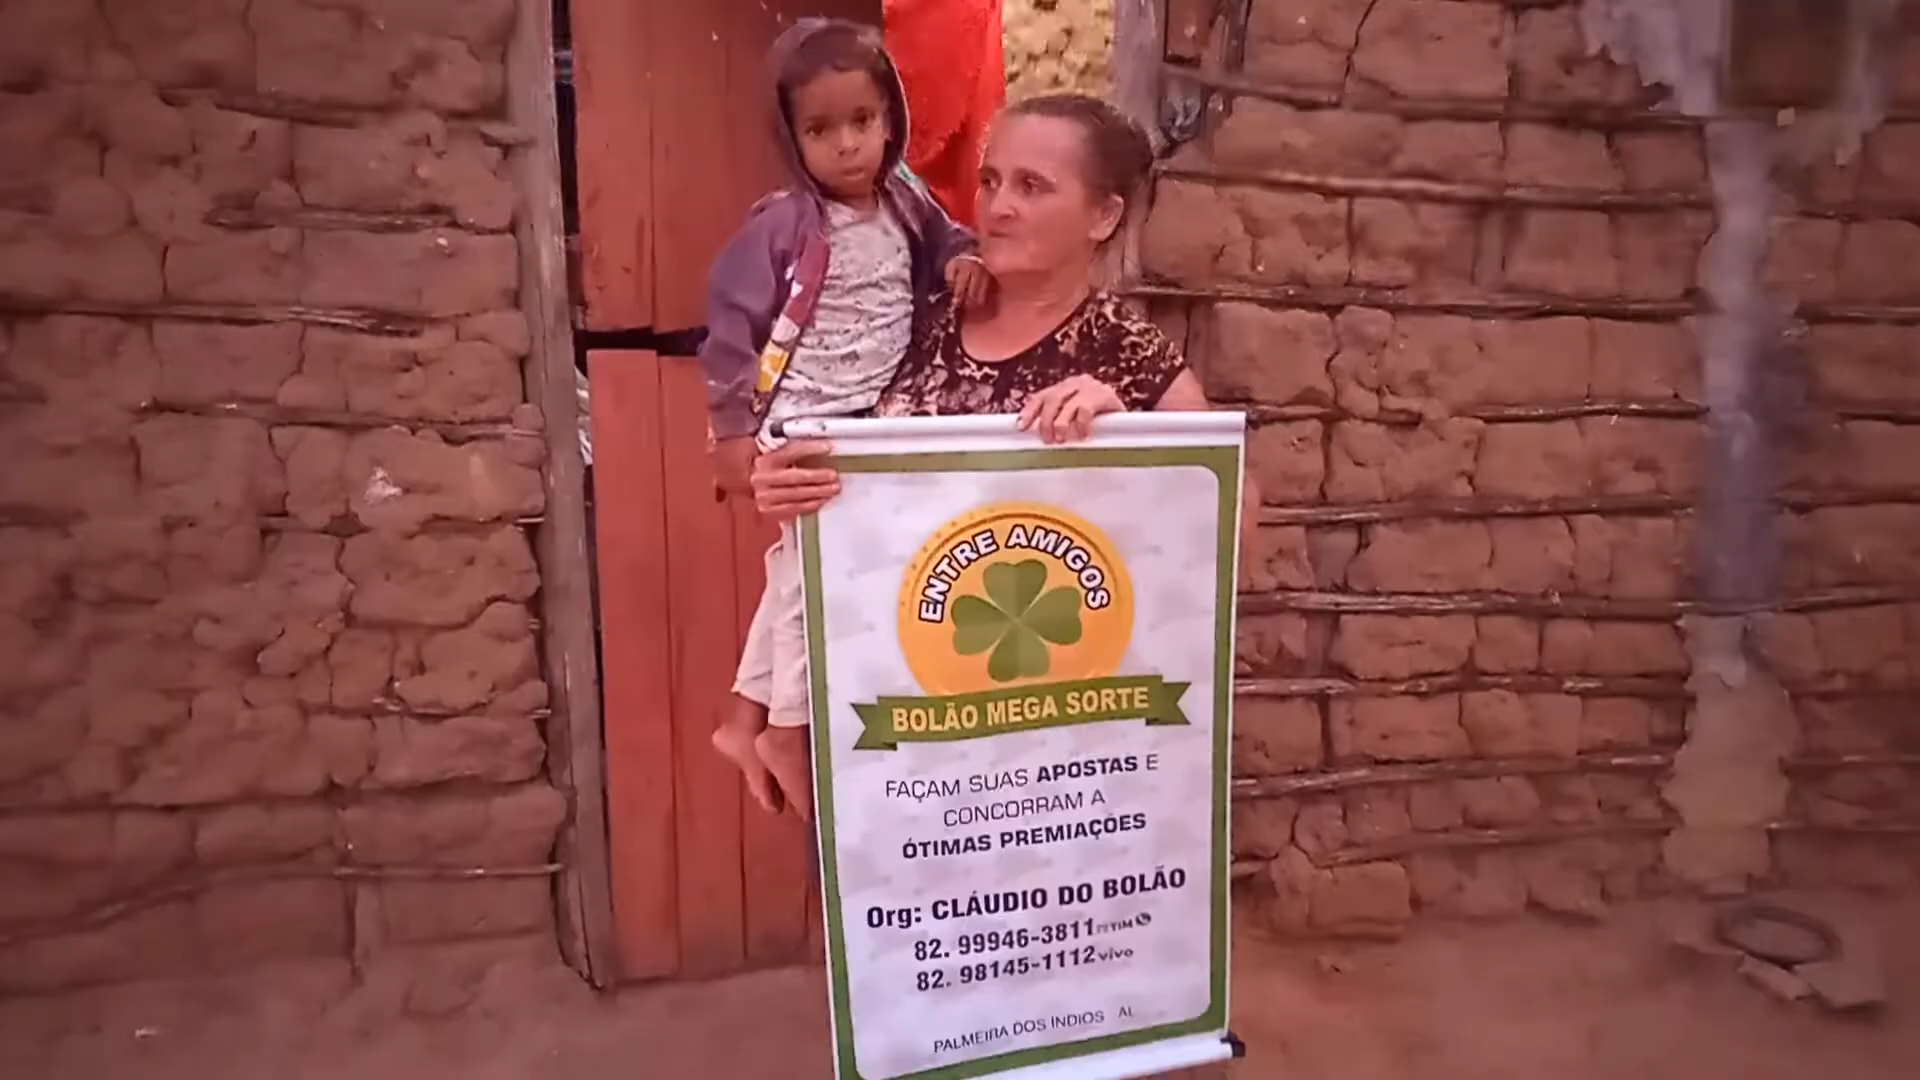 ENTRE AMIGOS
BOLÃO MEGA SORTE
FAÇAM SUAS APOSTAS E
CONCORRAM A
ÓTIMAS PREMIAÇÕES
Org: CLÁUDIO DO BOLÃO
82. 99946-3811 TIM
82. 98145-1112 vivo
PALMEIRA DOS ÍNDIOS AL